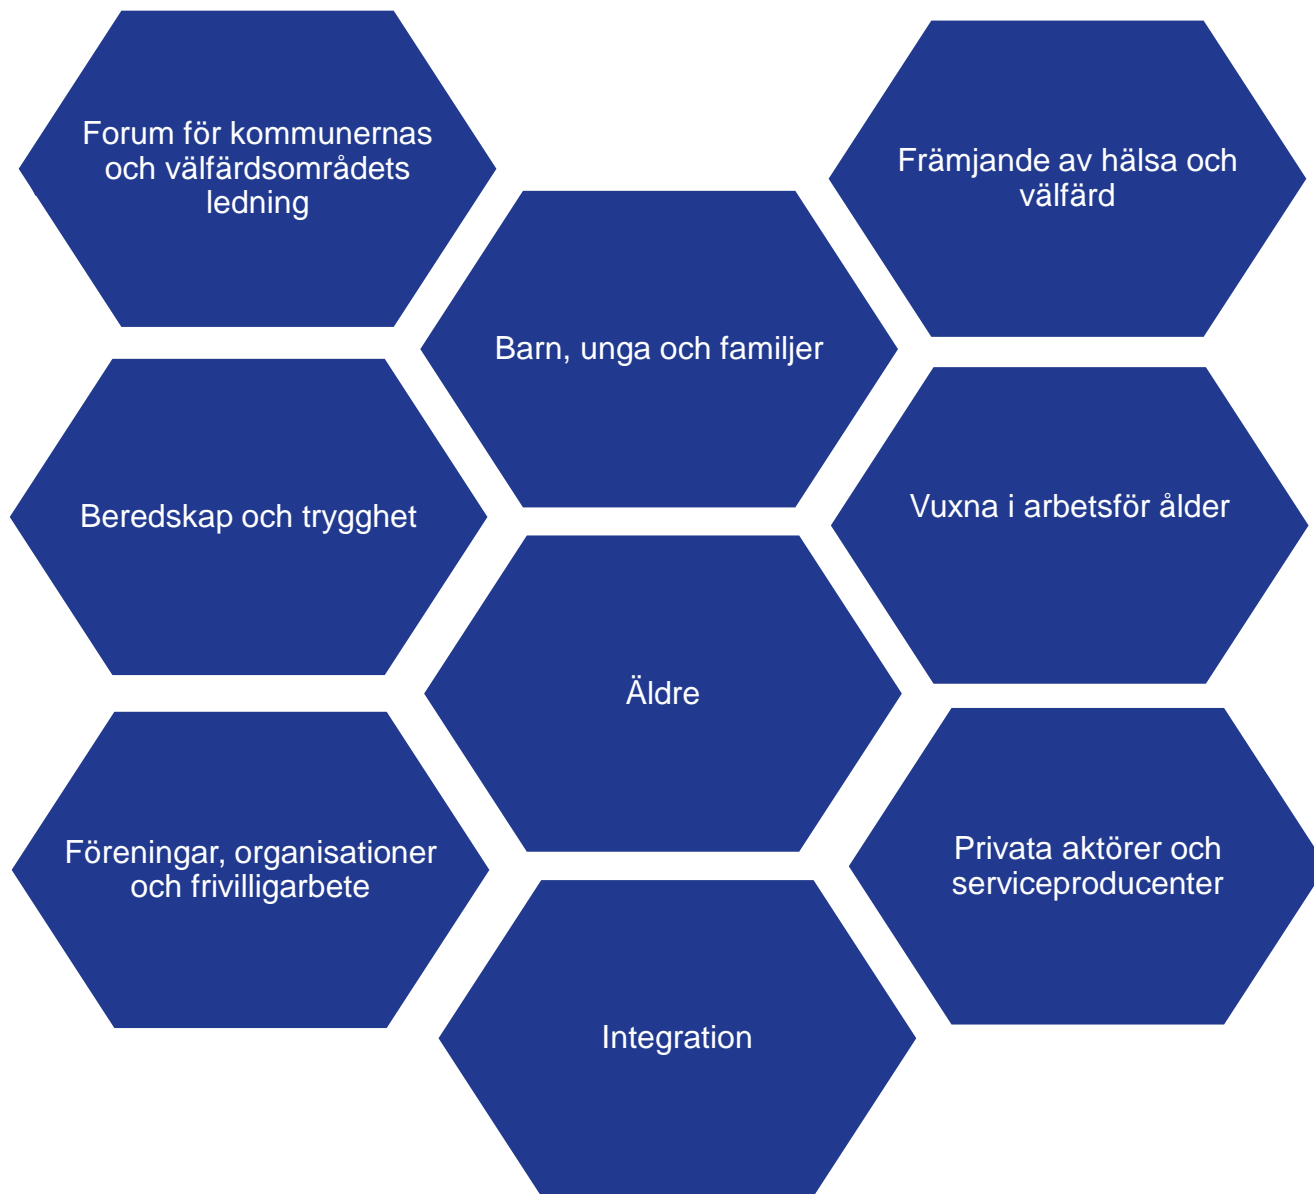 Forum för kommunernas
och välfärdsområdets
ledning
Främjande av hälsa och
välfärd
Barn, unga och familjer
Beredskap och trygghet
Vuxna i arbetsför ålder
Äldre
Föreningar, organisationer
och frivilligarbete
Privata aktörer och
serviceproducenter
Integration